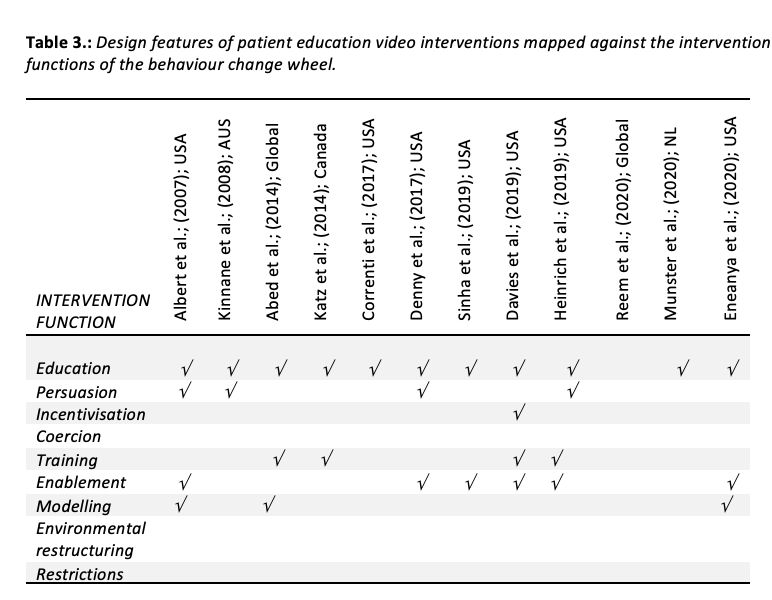 Table 3.: Design features of patient education video interventions mapped against the intervention
functions of the behaviour change wheel.
INTERVENTION
FUNCTION
Albert et al.; (2007); USA
Kinnane et al.; (2008); AUS
Abed et al.; (2014); Global
Katz et al.; (2014); Canada
Correnti et al.; (2017); USA
Denny et al.; (2017); USA
Sinha et al.; (2019); USA
Davies et al.; (2019); USA
Heinrich et al.; (2019); USA
Reem et al.; (2020); Global
Munster et al.; (2020); NL
Eneanya et al.; (2020); USA
Education √ √ √ √ √ √ √ √ √ √ √
Persuasion √ √ √ √
Incentivisation √
Coercion
Training √ √ √ √
Enablement √ √ √ √ √ √
Modelling √ √ √
Environmental
restructuring
Restrictions